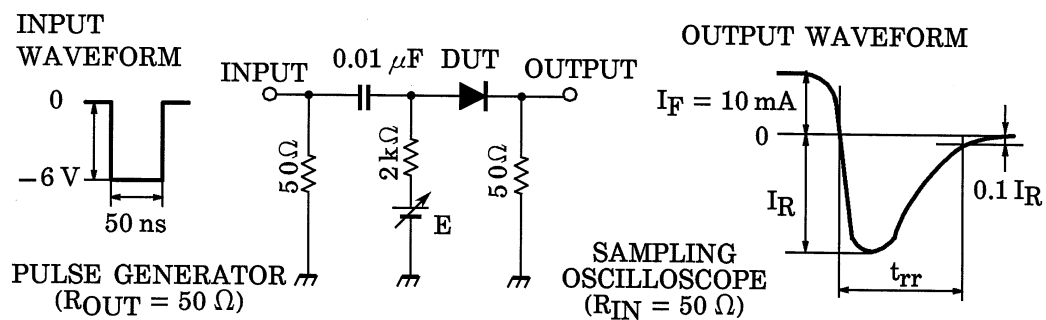 INPUT
WAVEFORM
0
−6 V
50 ns
PULSE GENERATOR
(ROUT = 50 Ω)
INPUT
0.01 μF
DUT
OUTPUT
50Ω
2kΩ
E
50Ω
SAMPLING
OSCILLOSCOPE
(RIN = 50 Ω)
OUTPUT WAVEFORM
IF = 10 mA
0
IR
0.1 IR
trr